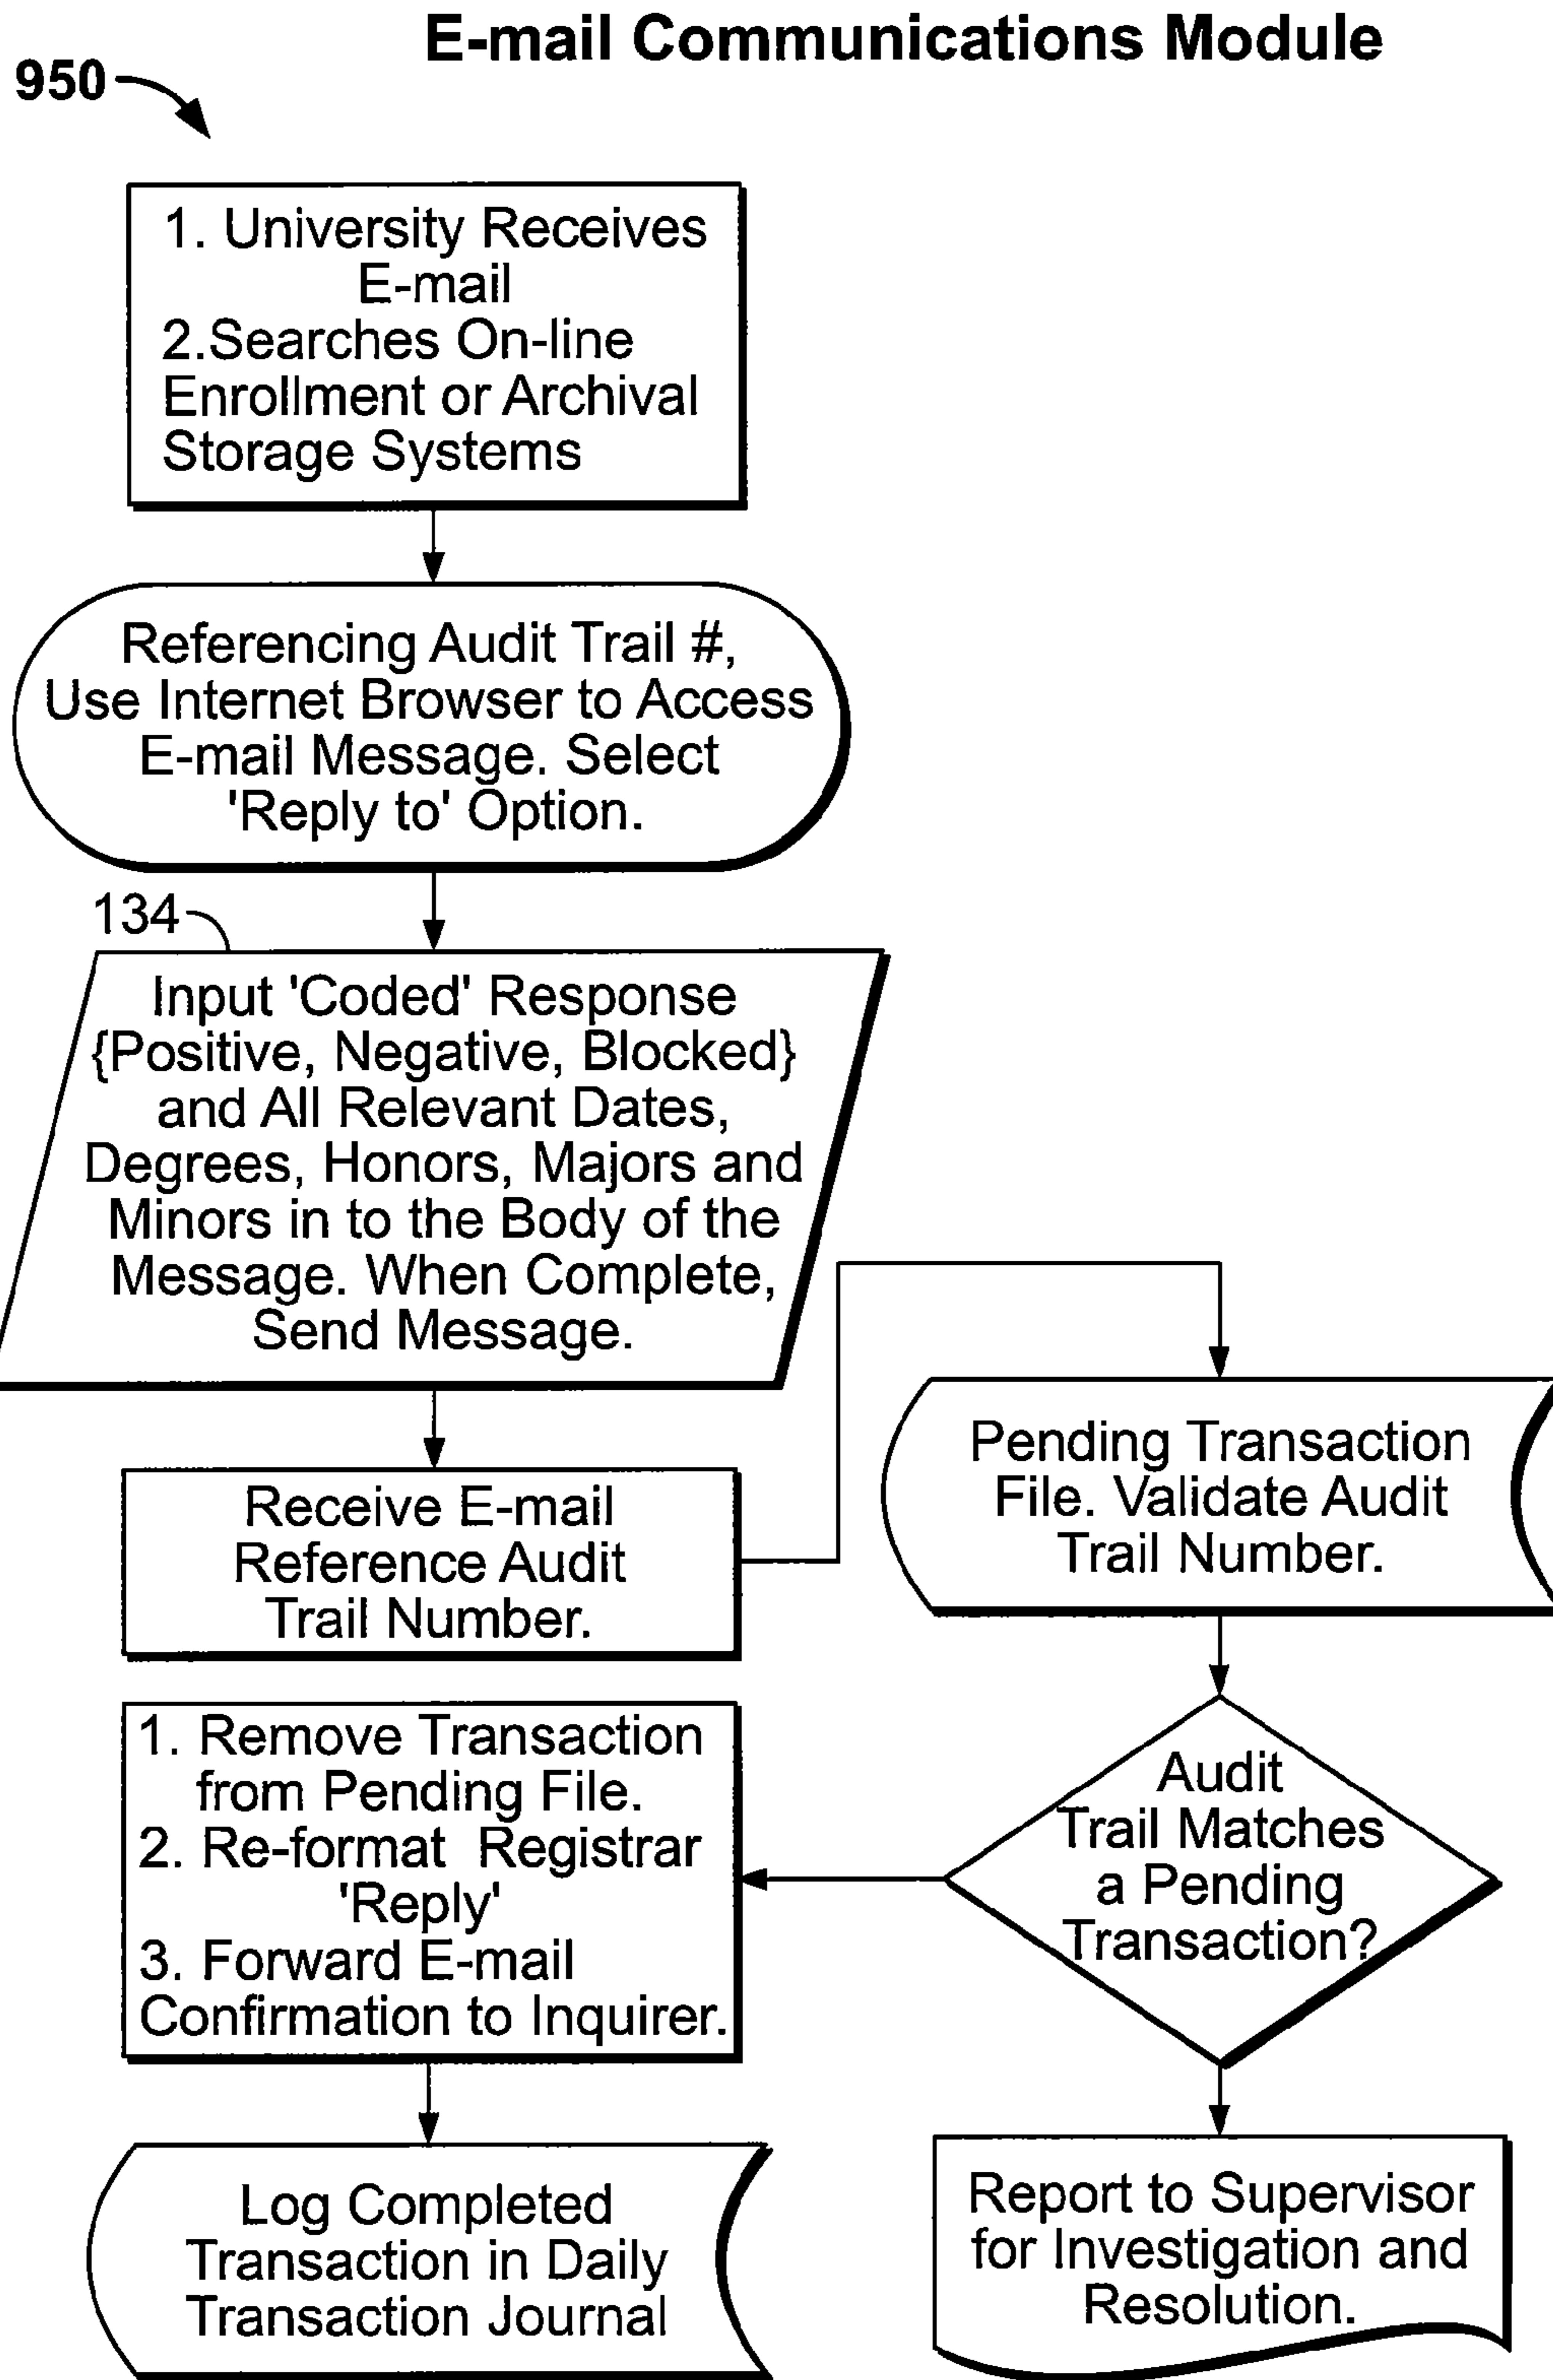 E-mail Communications Module
950
1. University Receives
E-mail
2.Searches On-line
Enrollment or Archival
Storage Systems
Referencing Audit Trail #,
Use Internet Browser to Access
E-mail Message. Select
'Reply to' Option.
134
Input 'Coded' Response
{Positive, Negative, Blocked}
and All Relevant Dates,
Degrees, Honors, Majors and
Minors in to the Body of the
Message. When Complete,
Send Message.
Receive E-mail
Reference Audit
Trail Number.
Pending Transaction
File. Validate Audit
Trail Number.
Audit
Trail Matches
a Pending
Transaction?
1. Remove Transaction
from Pending File.
2. Re-format Registrar
'Reply'
3. Forward E-mail
Confirmation to Inquirer.
Log Completed
Transaction in Daily
Transaction Journal
Report to Supervisor
for Investigation and
Resolution.